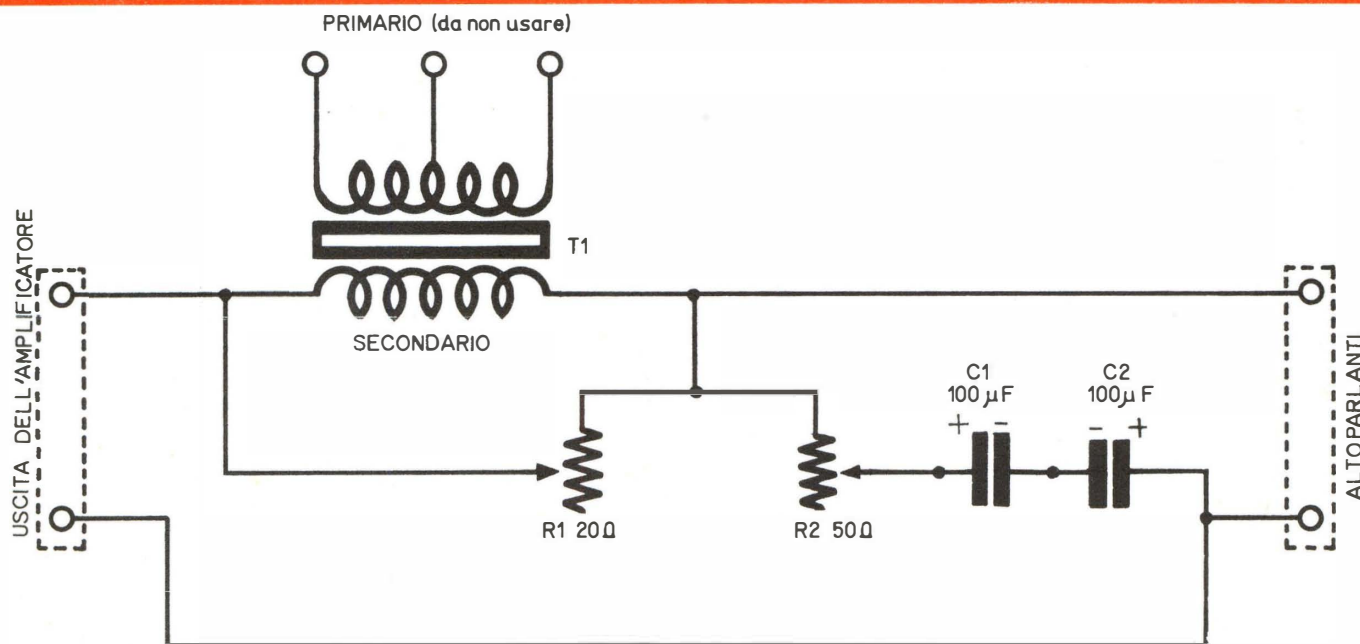 PRIMARIO (da non usare)
T1
SECONDARIO
USCITA DELL'AMPLIFICATORE
C1
100 µF
C2
100µ F
+ -
- +
R1 20Ω
R2 50Ω
ALTOPARLANTI